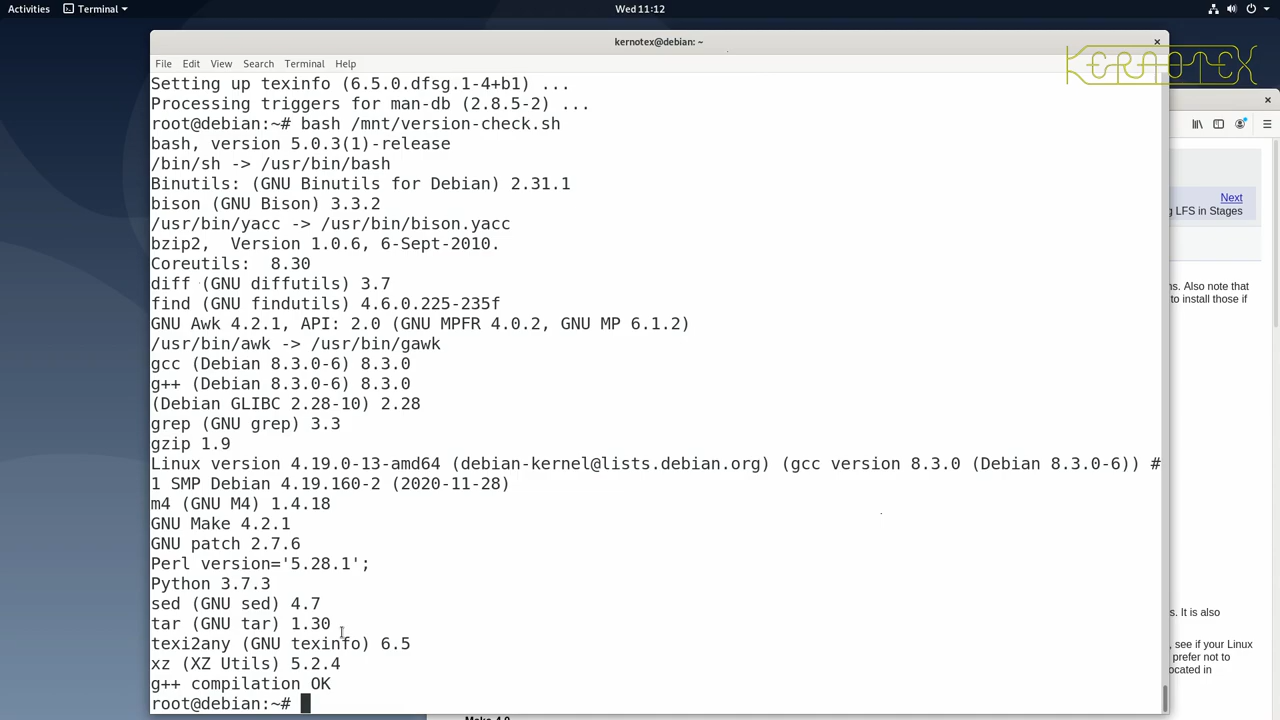 Activities Terminal Wed 11:12
kernotex@debian: ~
KERNOTEX
File Edit View Search Terminal Help
Setting up texinfo (6.5.0.dfsg.1-4+b1) ...
Processing triggers for man-db (2.8.5-2) ...
root@debian:~# bash /mnt/version-check.sh
bash, version 5.0.3(1)-release
/bin/sh -> /usr/bin/bash
Binutils: (GNU Binutils for Debian) 2.31.1
bison (GNU Bison) 3.3.2
/usr/bin/yacc -> /usr/bin/bison.yacc
bzip2,  Version 1.0.6, 6-Sept-2010.
Coreutils:  8.30
diff (GNU diffutils) 3.7
find (GNU findutils) 4.6.0.225-235f
GNU Awk 4.2.1, API: 2.0 (GNU MPFR 4.0.2, GNU MP 6.1.2)
/usr/bin/awk -> /usr/bin/gawk
gcc (Debian 8.3.0-6) 8.3.0
g++ (Debian 8.3.0-6) 8.3.0
(Debian GLIBC 2.28-10) 2.28
grep (GNU grep) 3.3
gzip 1.9
Linux version 4.19.0-13-amd64 (debian-kernel@lists.debian.org) (gcc version 8.3.0 (Debian 8.3.0-6)) #
1 SMP Debian 4.19.160-2 (2020-11-28)
m4 (GNU M4) 1.4.18
GNU Make 4.2.1
GNU patch 2.7.6
Perl version='5.28.1';
Python 3.7.3
sed (GNU sed) 4.7
tar (GNU tar) 1.30
texi2any (GNU texinfo) 6.5
xz (XZ Utils) 5.2.4
g++ compilation OK
root@debian:~#
Next
LFS in Stages
ns. Also note that
to install those if
s. It is also
, see if your Linux
prefer not to
ocated in